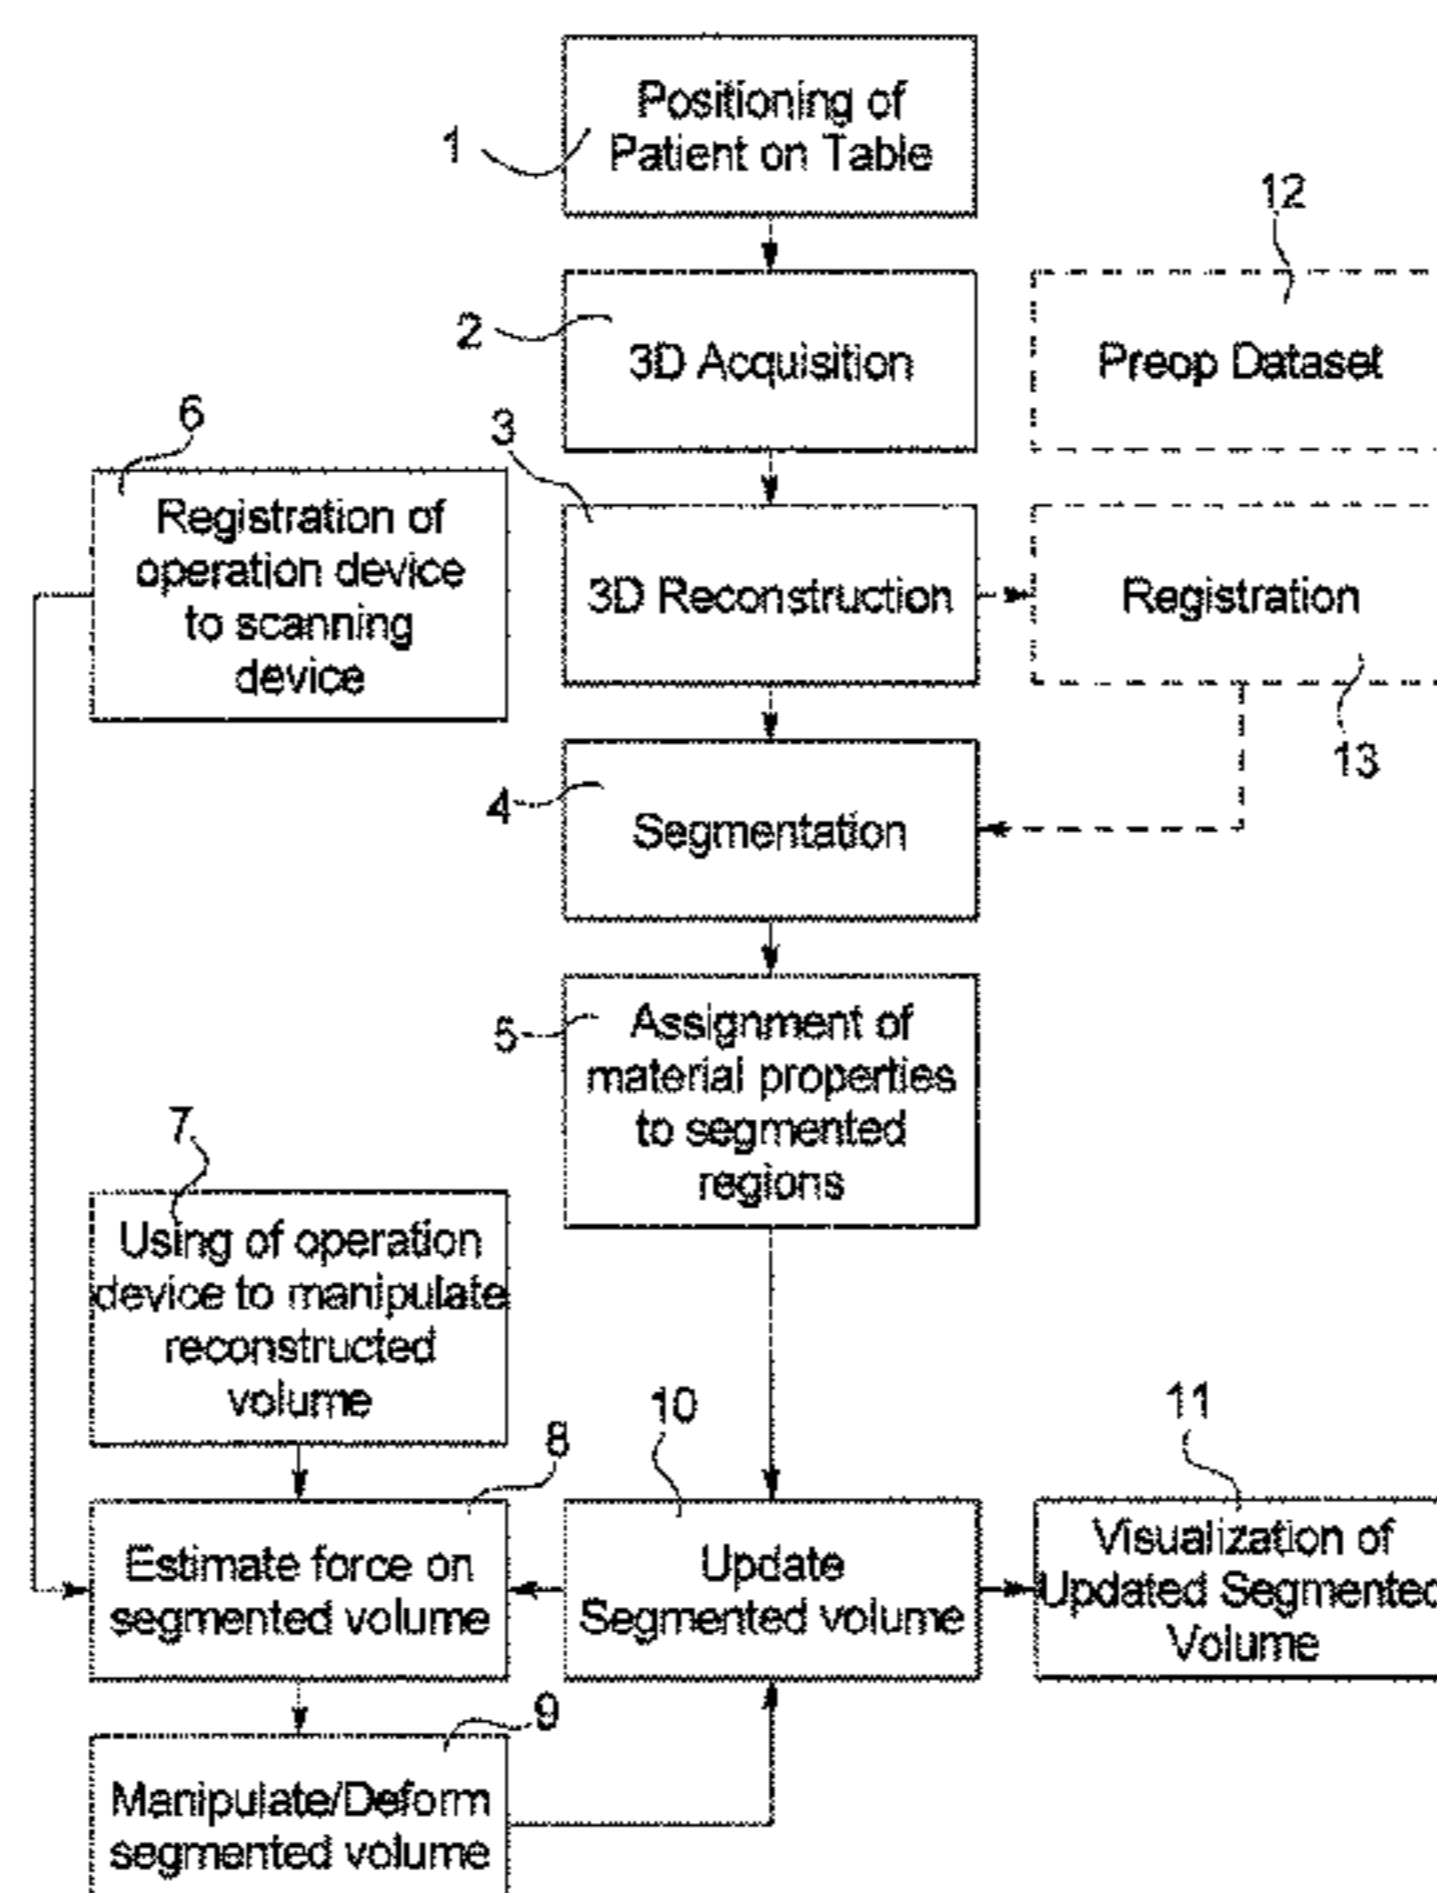 1
Positioning of
Patient on Table
12
2
3D Acquisition
Preop Dataset
6
3
Registration of
operation device
to scanning
device
3D Reconstruction
Registration
13
4
Segmentation
5
Assignment of
material properties
to segmented
regions
7
Using of operation
device to manipulate
reconstructed
volume
8
10
11
Estimate force on
segmented volume
Update
Segmented volume
Visualization of
Updated Segmented
Volume
9
Manipulate/Deform
segmented volume